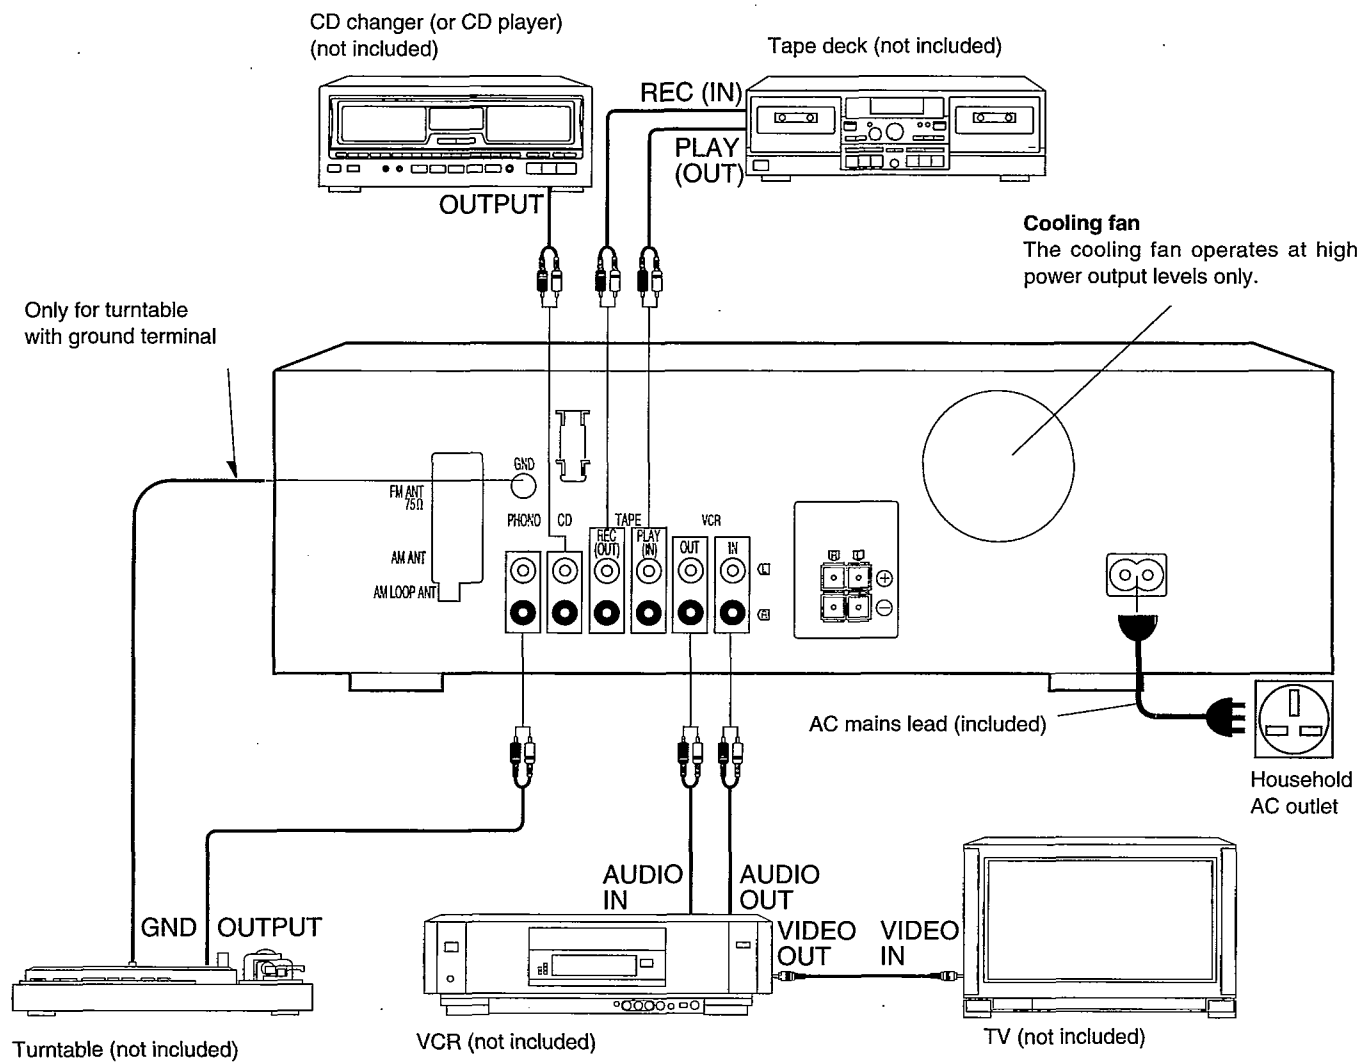 CD changer (or CD player)
(not included)
Tape deck (not included)
REC (IN)
PLAY
(OUT)
OUTPUT
Cooling fan
The cooling fan operates at high
power output levels only.
Only for turntable
with ground terminal
GND
FM ANT
75Ω
AM ANT
AM LOOP ANT
PHONO
CD
TAPE
VCR
REC
(OUT)
PLAY
(IN)
OUT
IN
L
R
R
L
+
−
AC mains lead (included)
Household
AC outlet
AUDIO
IN
AUDIO
OUT
GND
OUTPUT
VIDEO
OUT
VIDEO
IN
Turntable (not included)
VCR (not included)
TV (not included)